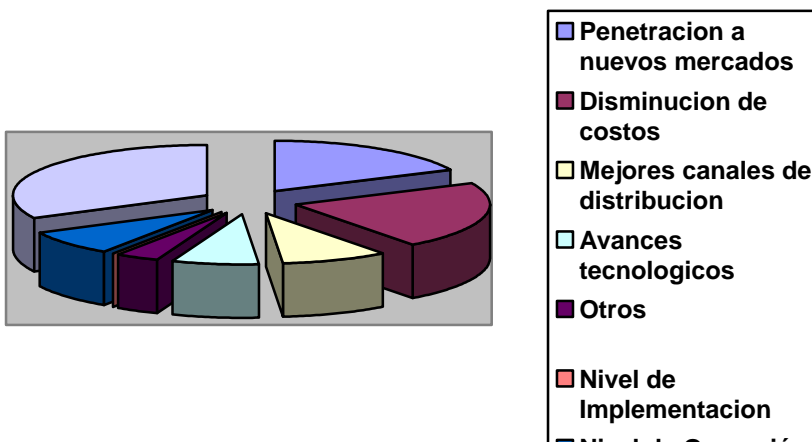 Penetracion a
nuevos mercados
Disminucion de
costos
Mejores canales de
distribucion
Avances
tecnologicos
Otros
Nivel de
Implementacion